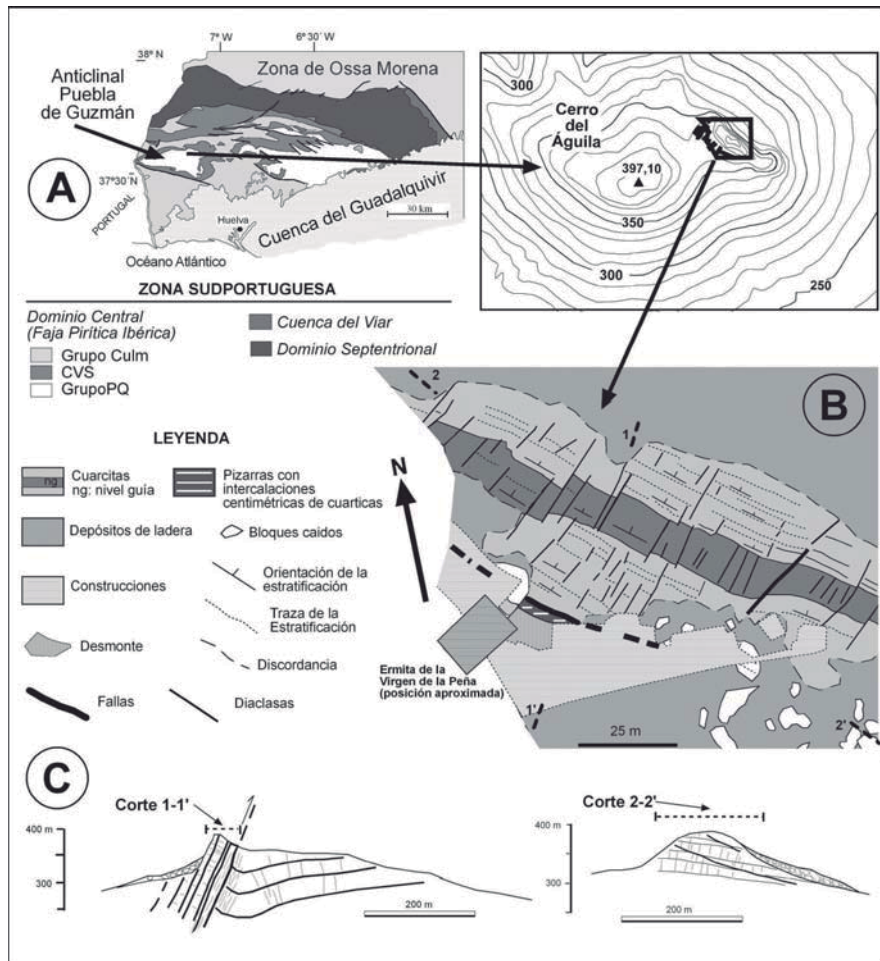 7º W
6º 30´ W
38º N
Anticlinal
Puebla
de Guzmán
Zona de Ossa Morena
A
37º30´N
PORTUGAL
Huelva
Cuenca del Guadalquivir
30 km
Océano Atlántico
300
Cerro
del
Águila
397,10
350
300
250
ZONA SUDPORTUGUESA
Dominio Central
(Faja Pirítica Ibérica)
Grupo Culm
CVS
GrupoPQ
Cuenca del Viar
Dominio Septentrional
LEYENDA
ng
Cuarcitas
ng: nivel guía
Pizarras con
intercalaciones
centimétricas de cuarticas
Depósitos de ladera
Bloques caidos
Construcciones
Orientación de la
estratificación
Traza de la
Estratificación
Desmonte
Discordancia
Fallas
Diaclasas
N
B
2
1
Ermita de la
Virgen de la Peña
(posición aproximada)
1'
25 m
2'
C
Corte 1-1'
400 m
300
200 m
Corte 2-2'
400 m
300
200 m